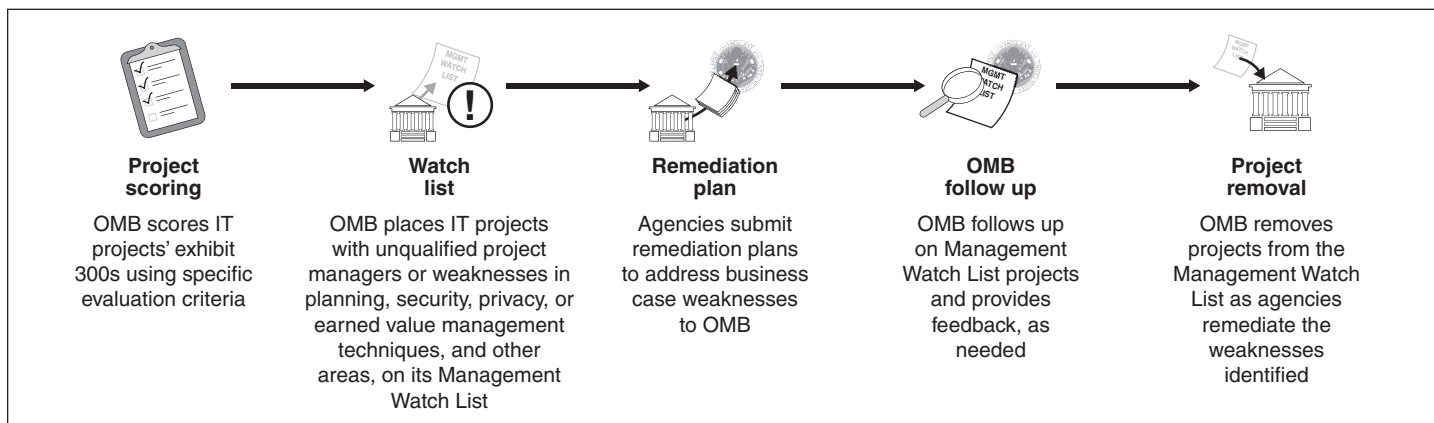 MGMT
WATCH
LIST
!
MGMT
WATCH
LIST
MGMT
WATCH
Project
scoring
OMB scores IT
projects’ exhibit
300s using specific
evaluation criteria
Watch
list
OMB places IT projects
with unqualified project
managers or weaknesses in
planning, security, privacy, or
earned value management
techniques, and other
areas, on its Management
Watch List
Remediation
plan
Agencies submit
remediation plans
to address business
case weaknesses
to OMB
OMB
follow up
OMB follows up
on Management
Watch List projects
and provides
feedback, as
needed
Project
removal
OMB removes
projects from the
Management Watch
List as agencies
remediate the
weaknesses
identified